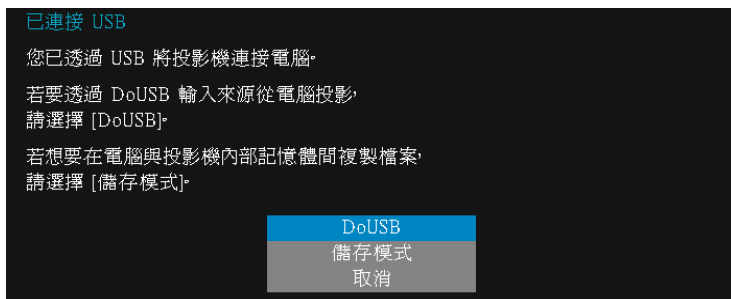 已連接 USB
您已透過 USB 將投影機連接電腦。
若要透過 DoUSB 輸入來源從電腦投影，
請選擇 [DoUSB]。
若想要在電腦與投影機內部記憶體間複製檔案，
請選擇 [儲存模式]。
DoUSB
儲存模式
取消